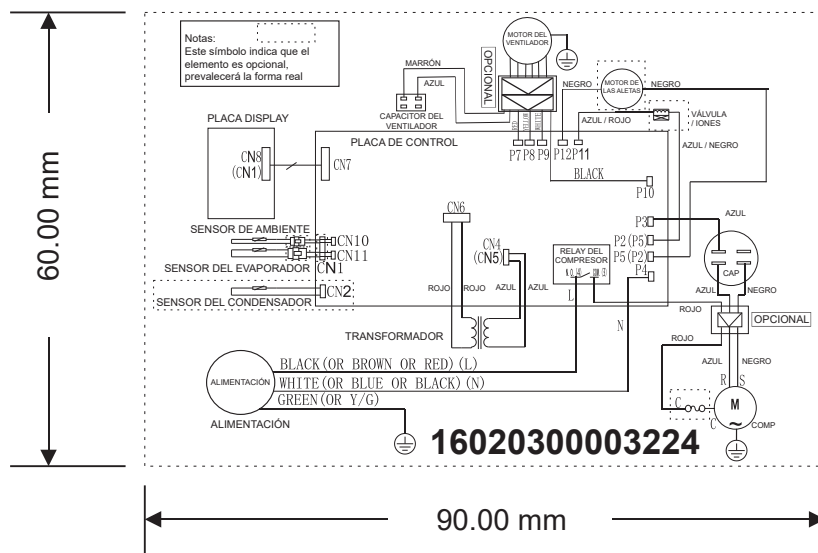 60.00 mm
Notas:
Este símbolo indica que el
elemento es opcional,
prevalecerá la forma real
MOTOR DEL
VENTILADOR
OPCIONAL
MARRÓN
AZUL
CAPACITOR DEL
VENTILADOR
NEGRO
MOTOR DE
LAS ALETAS
NEGRO
AZUL / ROJO
VÁLVULA
/ IONES
AZUL / NEGRO
PLACA DISPLAY
PLACA DE CONTROL
CN8
(CN1)
CN7
RED
YELLOW
WHITE
P7
P8
P9
P12
P11
BLACK
P10
CN6
P3
AZUL
SENSOR DE AMBIENTE
CN10
CN11
SENSOR DEL EVAPORADOR
CN1
CN4
(CN5)
RELAY DEL
COMPRESOR
P2(P5)
P5(P2)
P4
CAP
CN2
SENSOR DEL CONDENSADOR
ROJO
ROJO
AZUL
AZUL
L
N
AZUL
NEGRO
ROJO
OPCIONAL
TRANSFORMADOR
ROJO
AZUL
NEGRO
ALIMENTACIÓN
BLACK(OR BROWN OR RED)(L)
WHITE(OR BLUE OR BLACK)(N)
GREEN(OR Y/G)
ALIMENTACIÓN
R
S
C
C
M
~
COMP
16020300003224
90.00 mm